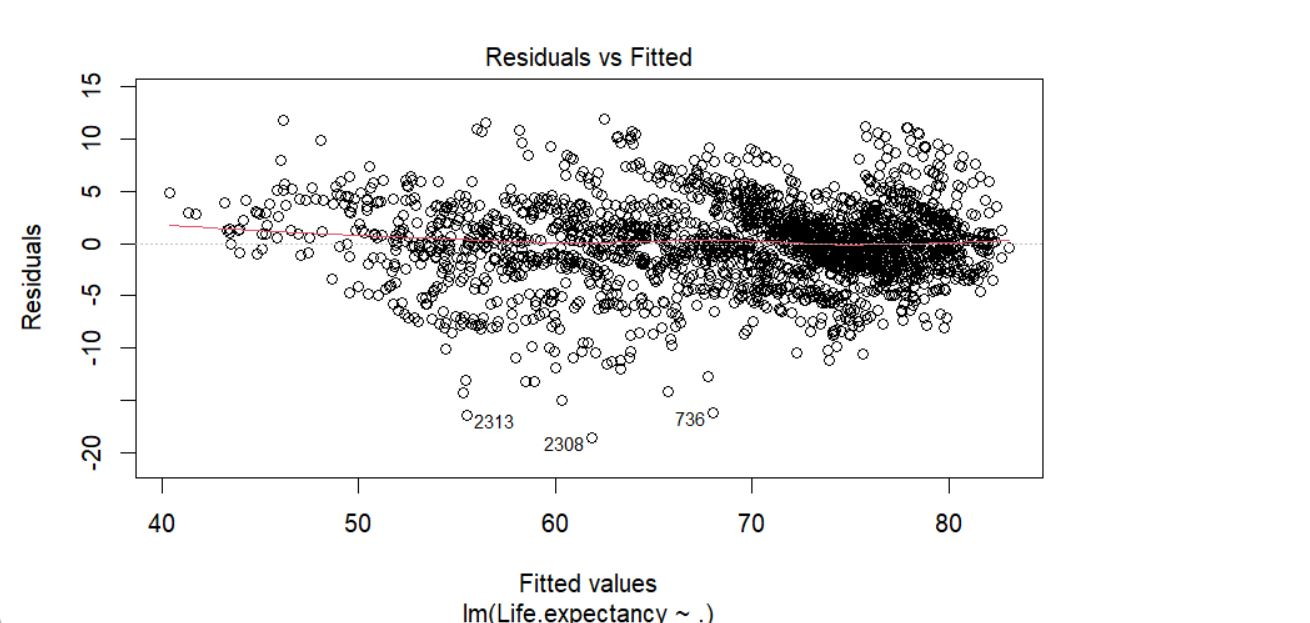 Residuals vs Fitted
15
10
5
0
-5
-10
-20
Residuals
2313
2308
736
40 50 60 70 80
Fitted values
lm(Life.expectancy ~ .)